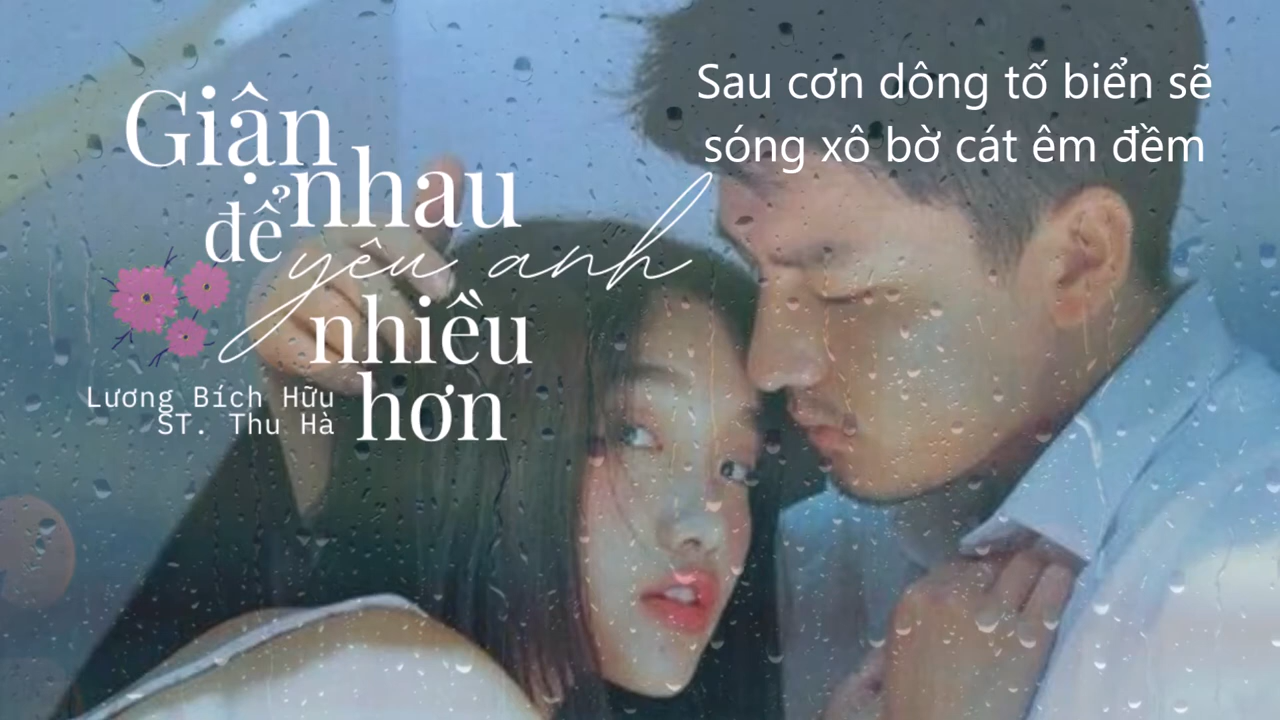 Giận
nhau
để
yêu anh
nhiều
hơn
Lương Bích Hữu
ST. Thu Hà
Sau cơn dông tố biển sẽ
sóng xô bờ cát êm đềm